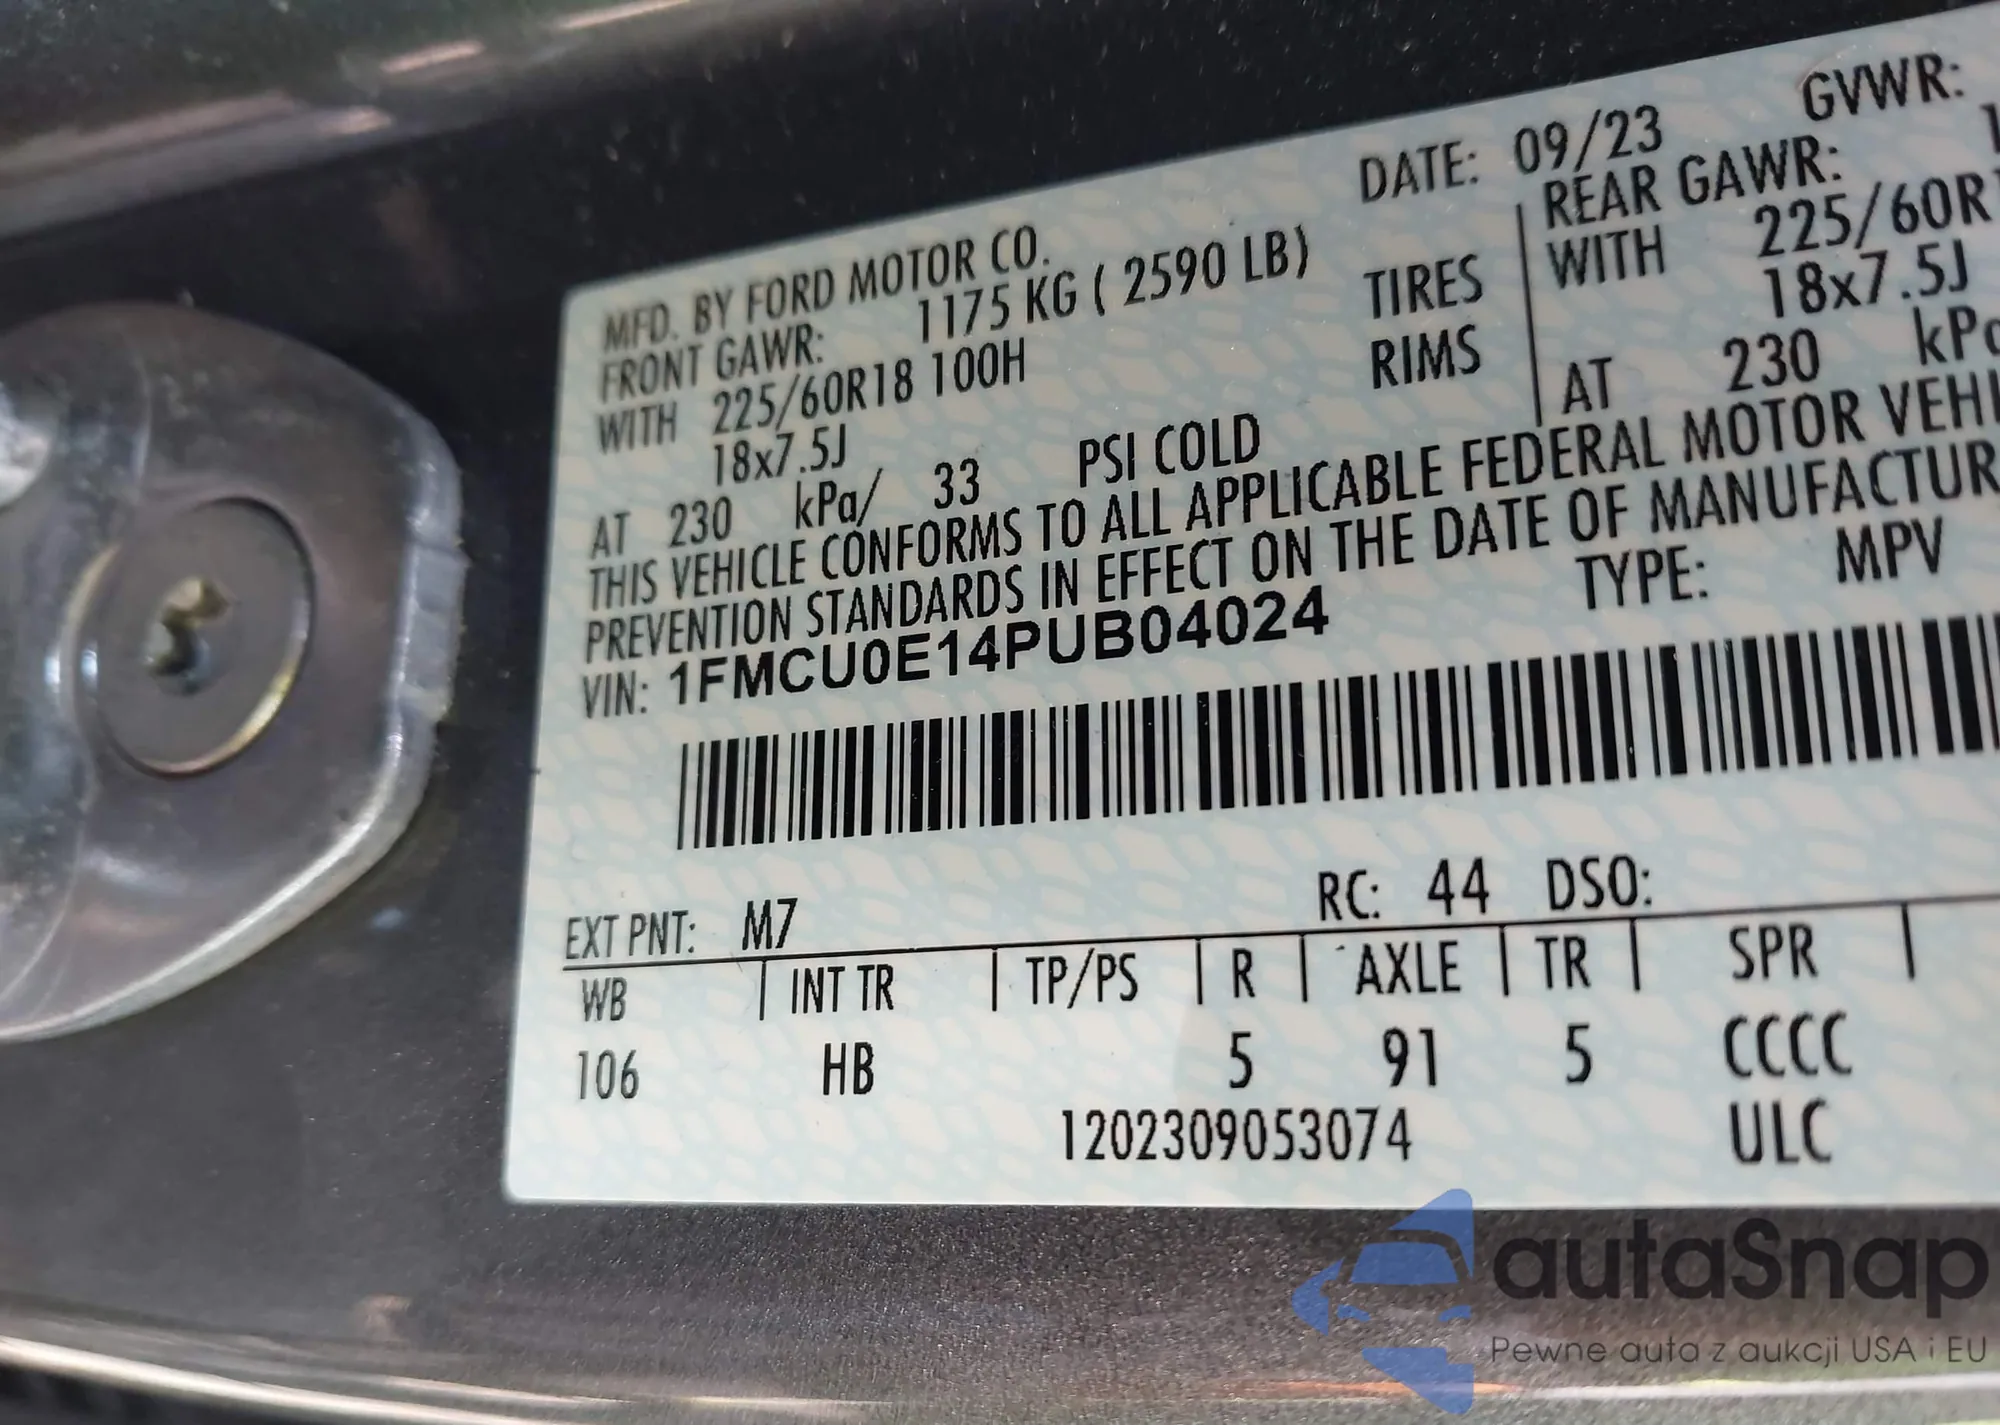 DATE: 09/23 GVWR:
MFD. BY FORD MOTOR CO.
FRONT GAWR: 1175 KG ( 2590 LB) REAR GAWR:
WITH 225/60R18 100H TIRES WITH 225/60R
18x7.5J RIMS 18x7.5J
AT 230 kPa/ 33 PSI COLD AT 230 kPa
THIS VEHICLE CONFORMS TO ALL APPLICABLE FEDERAL MOTOR VEHI
PREVENTION STANDARDS IN EFFECT ON THE DATE OF MANUFACTUR
VIN: 1FMCU0E14PUB04024 TYPE: MPV
EXT PNT: M7 RC: 44 DSO:
WB INT TR TP/PS R AXLE TR SPR
106 HB 5 91 5 CCCC
1202309053074 ULC
autaSnap
Pewne auta z aukcji USA i EU